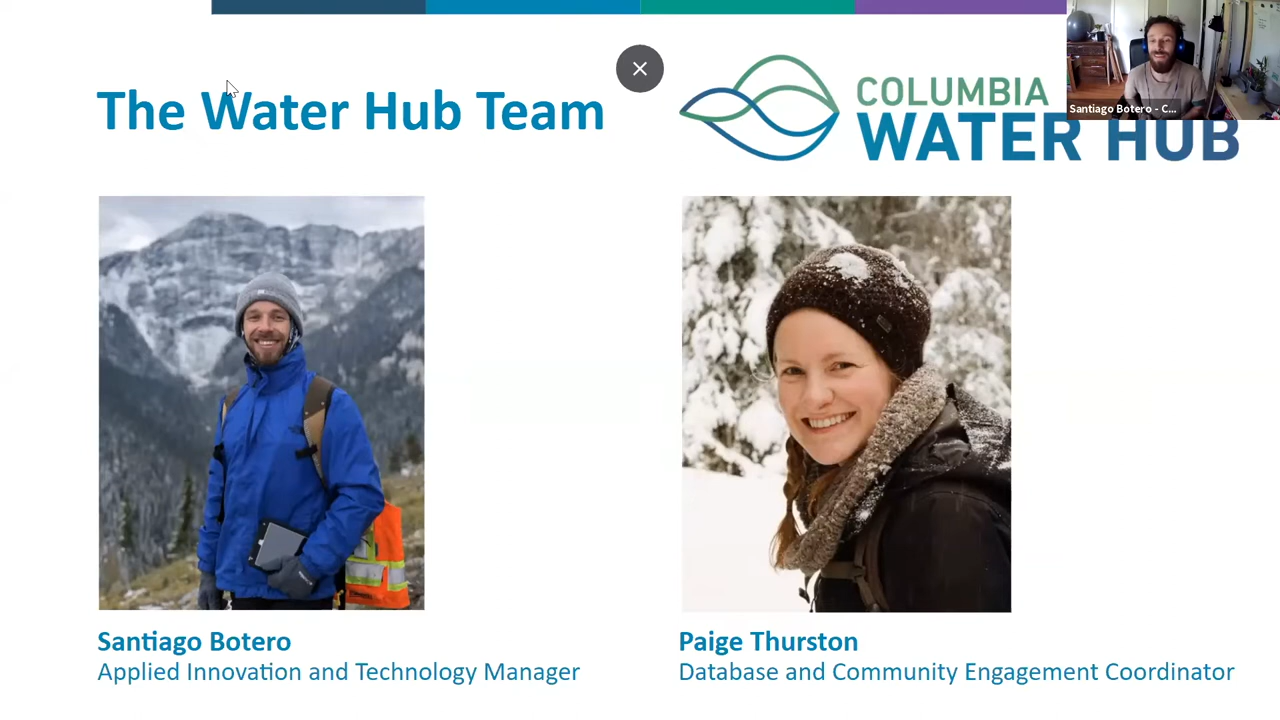 The Water Hub Team
COLUMBIA
WATER HUB
Santiago Botero - C...
Santiago Botero
Applied Innovation and Technology Manager
Paige Thurston
Database and Community Engagement Coordinator